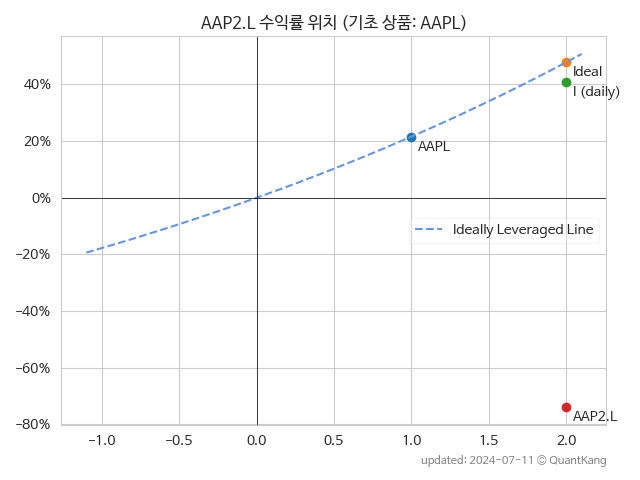 AAP2.L 수익률 위치 (기초 상품: AAPL)
40%
20%
0%
−20%
−40%
−60%
−80%
Ideal
I (daily)
AAPL
Ideally Leveraged Line
AAP2.L
−1.0 −0.5 0.0 0.5 1.0 1.5 2.0
updated: 2024-07-11 © QuantKang